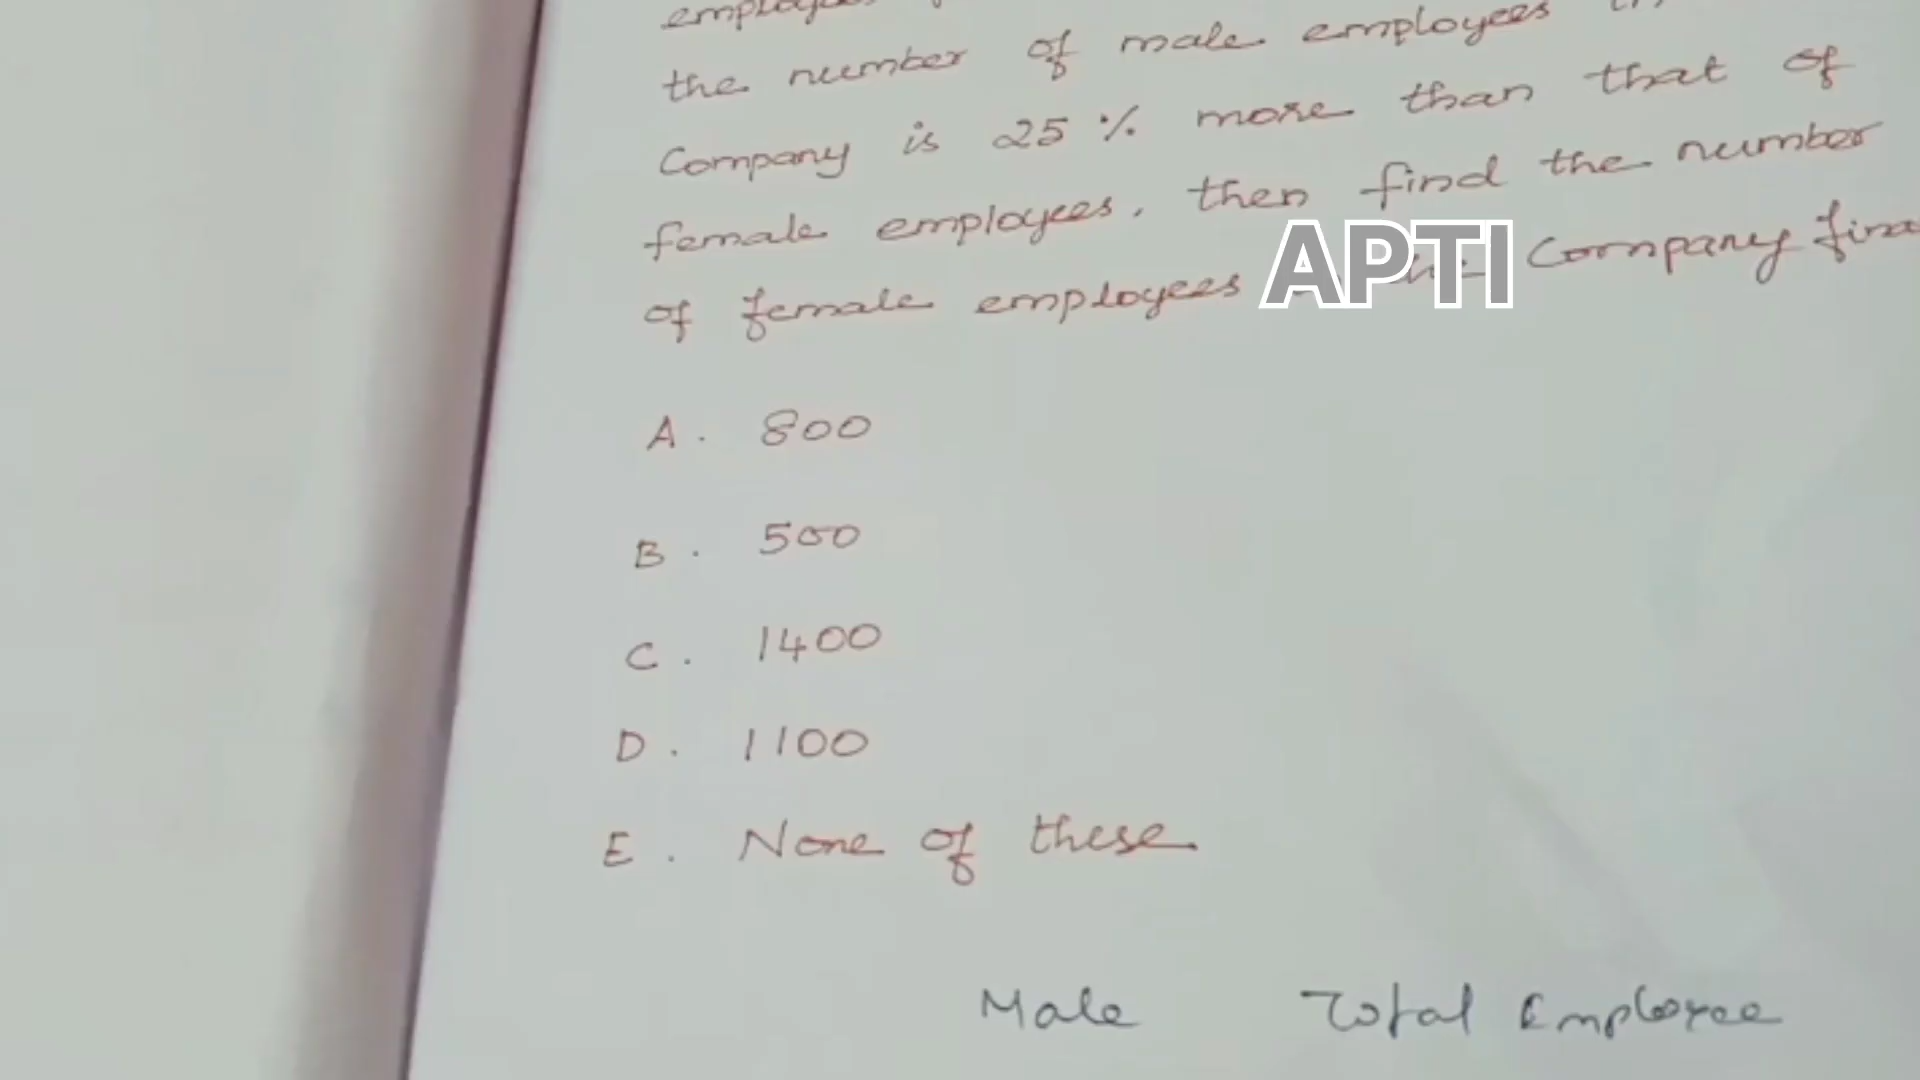 the number of male employees
Company is 25 % more than that of
female employees, then find the number
of female employees APTI Company
A. 800
B. 500
C. 1400
D. 1100
E. None of these
Male Total Employee